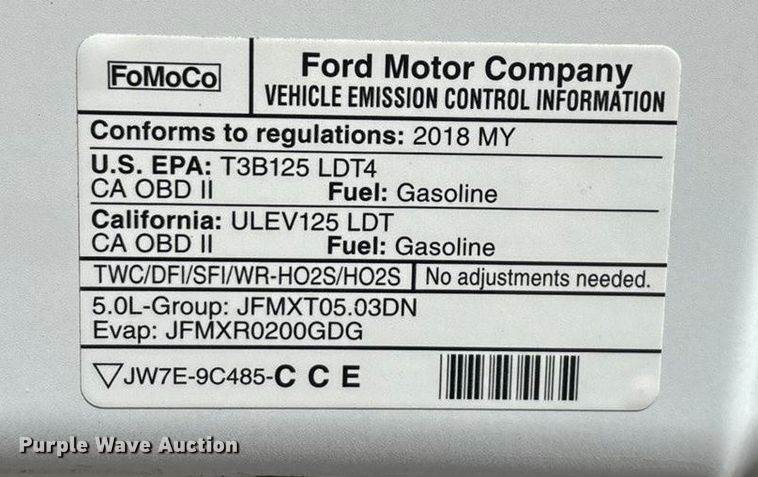 FoMoCo
Ford Motor Company
VEHICLE EMISSION CONTROL INFORMATION
Conforms to regulations: 2018 MY
U.S. EPA: T3B125 LDT4
CA OBD II Fuel: Gasoline
California: ULEV125 LDT
CA OBD II Fuel: Gasoline
TWC/DFI/SFI/WR-HO2S/HO2S No adjustments needed.
5.0L-Group: JFMXT05.03DN
Evap: JFMXR0200GDG
JW7E-9C485-C C E
Purple Wave Auction